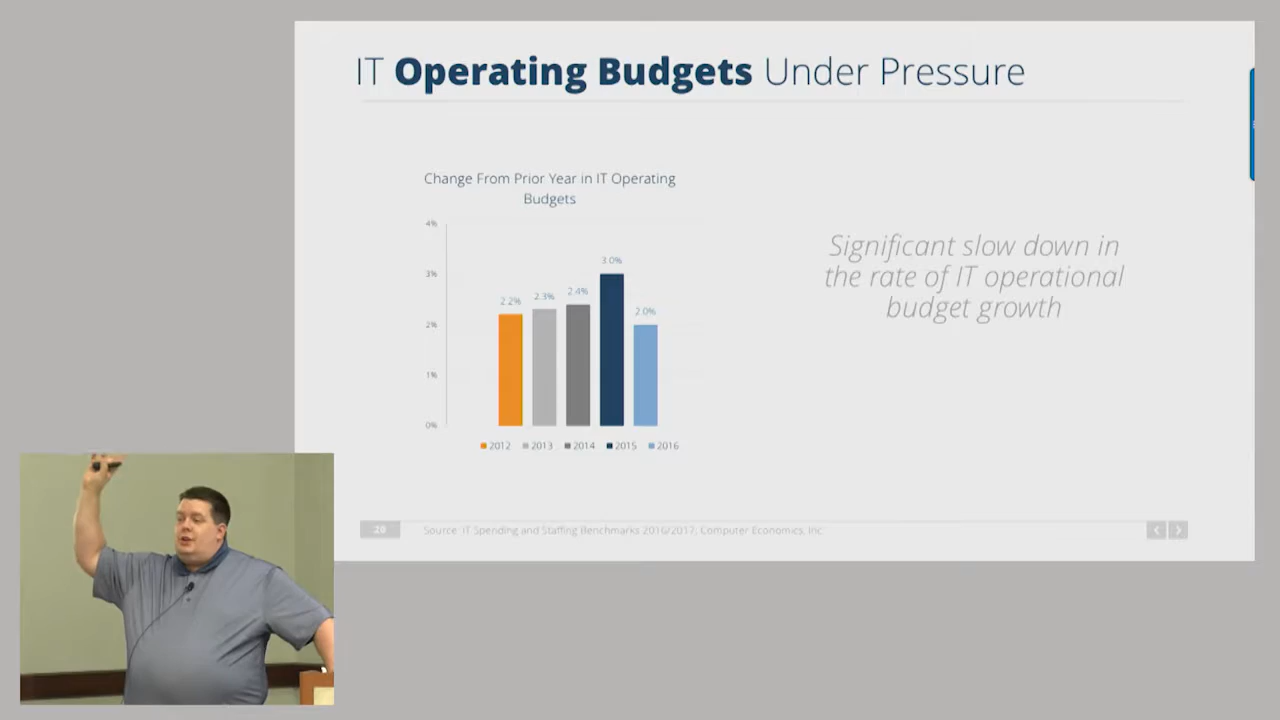 IT Operating Budgets Under Pressure
Change From Prior Year in IT Operating
Budgets
4%
3%
2%
1%
0%
2.2%
2.3%
2.4%
3.0%
2.0%
2012 2013 2014 2015 2016
Significant slow down in
the rate of IT operational
budget growth
20
Source: IT Spending and Staffing Benchmarks 2016/2017; Computer Economics, Inc.